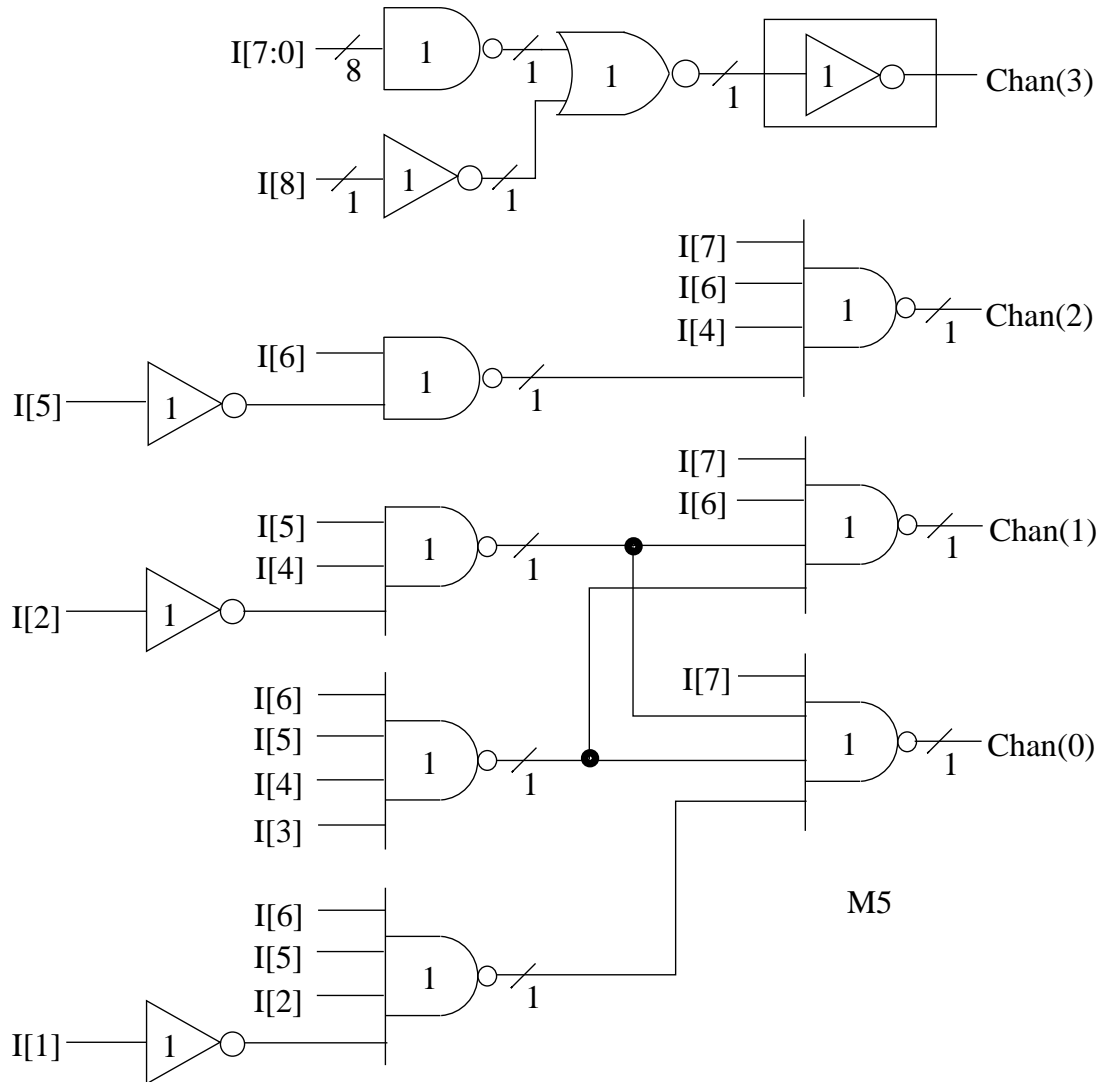 I[7:0]
8
1
1
1
1
1
Chan(3)
I[8]
1
1
1
I[7]
I[6]
I[4]
1
1
Chan(2)
I[6]
I[5]
1
1
1
I[7]
I[6]
1
1
Chan(1)
I[5]
I[4]
1
1
I[2]
1
I[7]
1
1
Chan(0)
I[6]
I[5]
I[4]
I[3]
1
1
M5
I[6]
I[5]
I[2]
1
1
I[1]
1